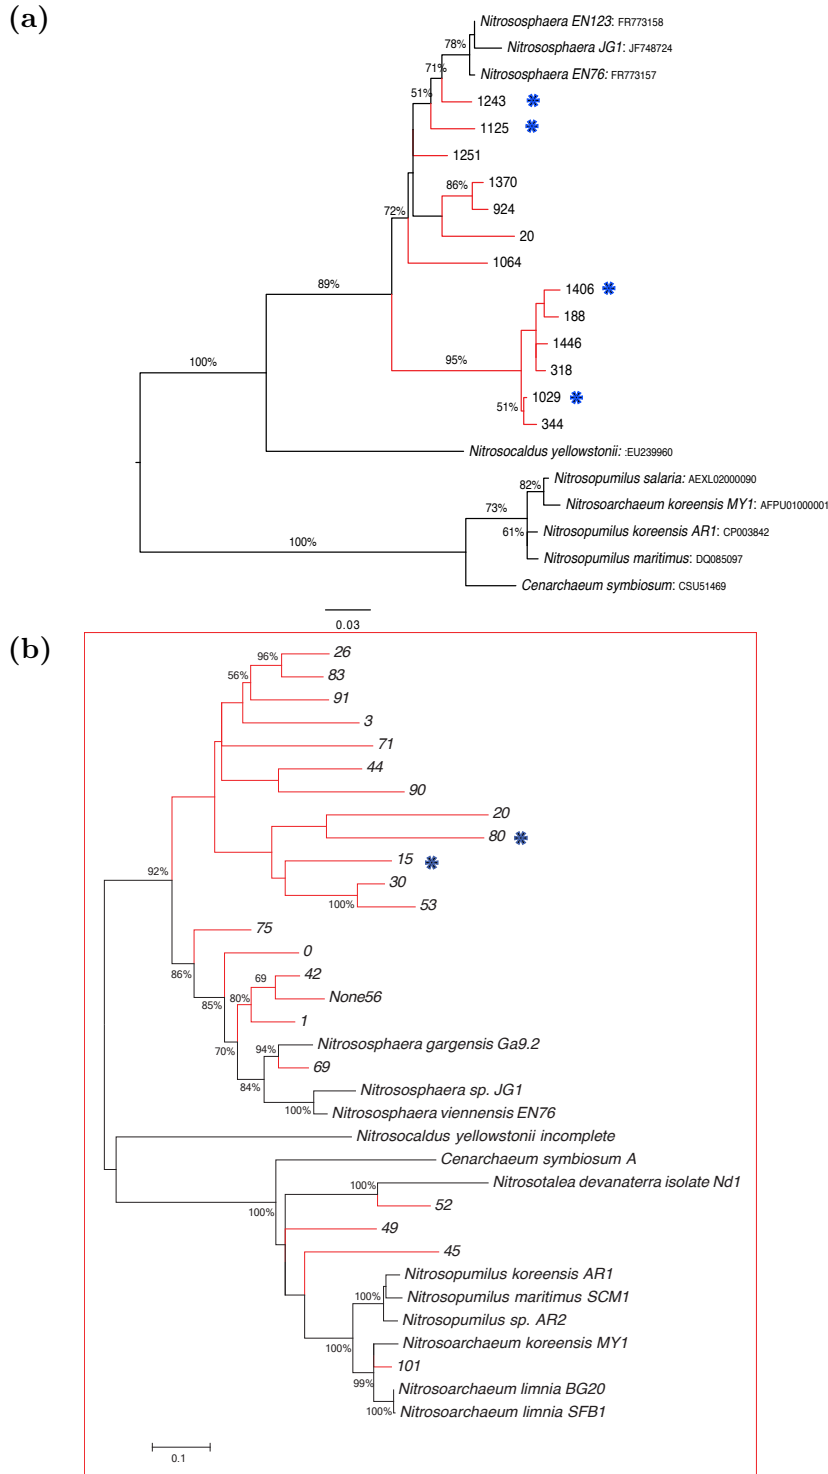 (a)
Nitrososphaera EN123: FR773158
78%
Nitrososphaera JG1: JF748724
71%
Nitrososphaera EN76: FR773157
51%
1243
1125
1251
86%
1370
924
72%
20
1064
89%
1406
188
1446
95%
100%
318
1029
51%
344
Nitrosocaldus yellowstonii: :EU239960
Nitrosopumilus salaria: AEXL02000090
82%
Nitrosoarchaeum koreensis MY1: AFPU01000001
73%
61%
Nitrosopumilus koreensis AR1: CP003842
100%
Nitrosopumilus maritimus: DQ085097
Cenarchaeum symbiosum: CSU51469
0.03
(b)
26
96%
56%
83
91
3
71
44
90
20
80
15
92%
30
100%
53
75
0
86%
69
42
80%
None56
85%
1
70%
Nitrososphaera gargensis Ga9.2
94%
69
84%
Nitrososphaera sp. JG1
100%
Nitrososphaera viennensis EN76
Nitrosocaldus yellowstonii incomplete
Cenarchaeum symbiosum A
100%
Nitrosotalea devanaterra isolate Nd1
100%
52
49
45
Nitrosopumilus koreensis AR1
100%
Nitrosopumilus maritimus SCM1
Nitrosopumilus sp. AR2
100%
Nitrosoarchaeum koreensis MY1
101
99%
Nitrosoarchaeum limnia BG20
100%
Nitrosoarchaeum limnia SFB1
0.1